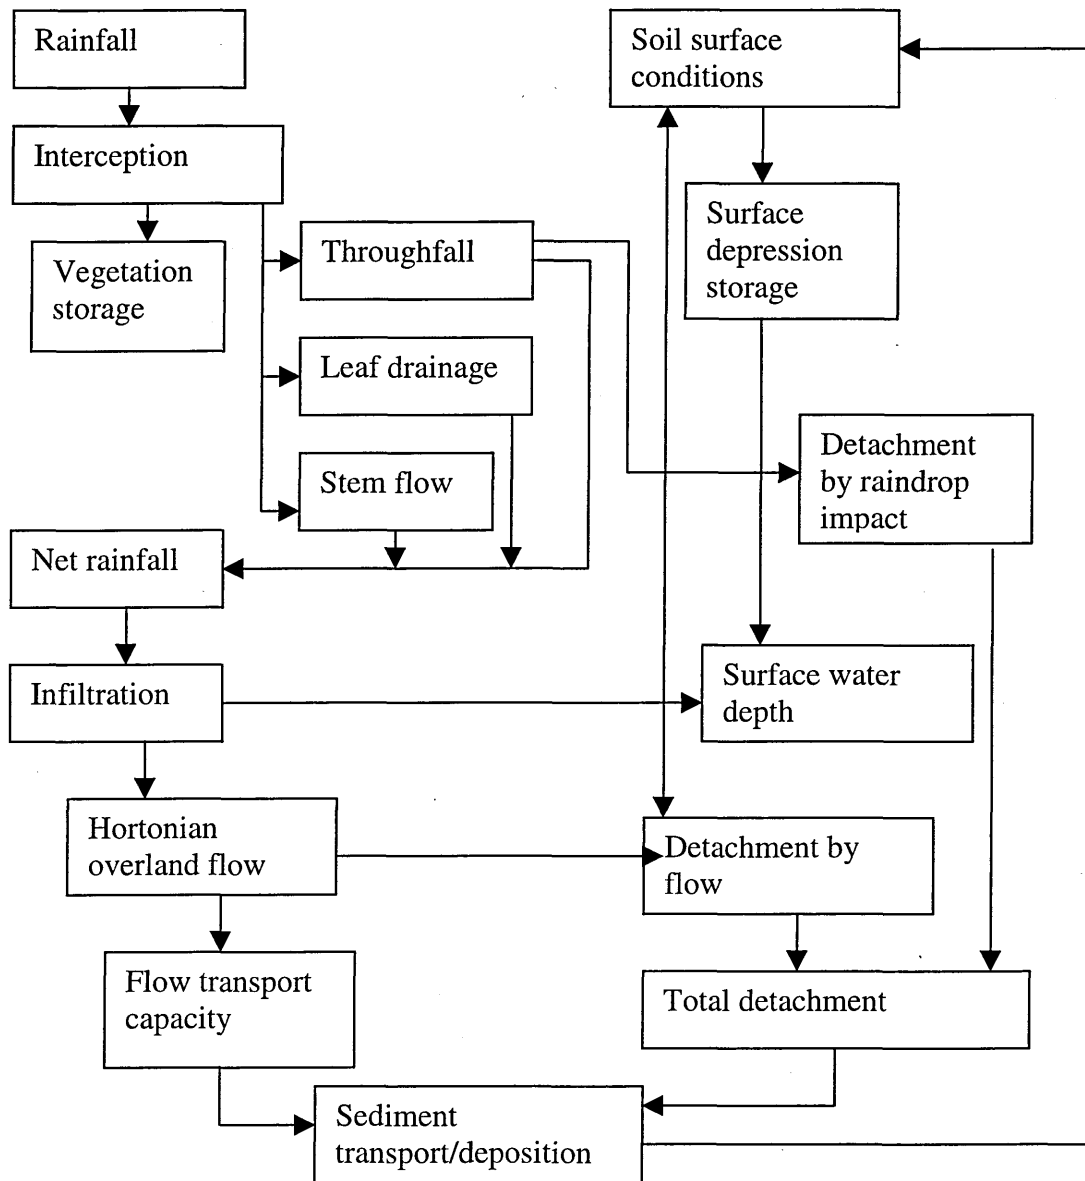 Rainfall
Soil surface
conditions
Interception
Vegetation
storage
Throughfall
Surface
depression
storage
Leaf drainage
Stem flow
Detachment
by raindrop
impact
Net rainfall
Infiltration
Surface water
depth
Hortonian
overland flow
Detachment by
flow
Flow transport
capacity
Total detachment
Sediment
transport/deposition